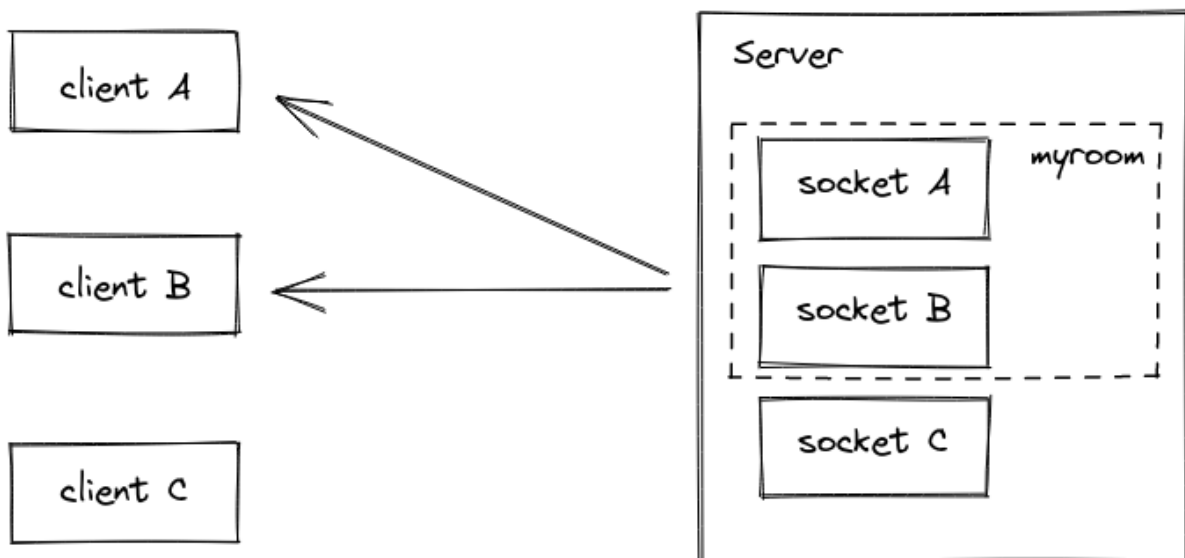 client A
client B
client C
Server
myroom
socket A
socket B
socket C